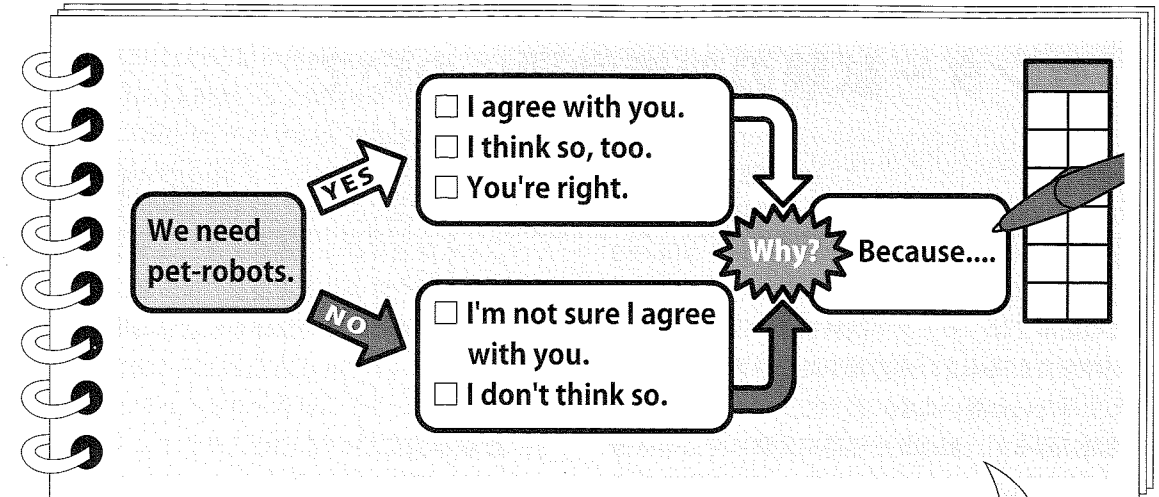 We need
pet-robots.
YES
☐ I agree with you.
☐ I think so, too.
☐ You're right.
NO
☐ I'm not sure I agree
with you.
☐ I don't think so.
Why?
Because....